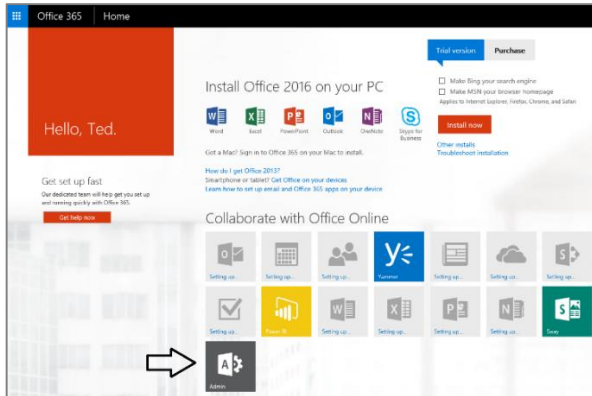 Office 365 Home
Trial version Purchase
Make Bing your search engine
Make MSN your browser homepage
Applies to Internet Explorer, Firefox, Chrome, and Safari
Install now
Other installs
Troubleshoot installation
Install Office 2016 on your PC
Word Excel PowerPoint Outlook OneNote Skype for Business
Got a Mac? Sign in to Office 365 on your Mac to install.
How do I get Office 2013?
Smartphone or tablet? Get Office on your devices
Learn how to set up email and Office 365 apps on your device
Hello, Ted.
Get set up fast
Our dedicated team will help get you set up
and running quickly with Office 365.
Get help now
Collaborate with Office Online
Setting up... Setting up... Setting up... Yammer Setting up... Setting up... Setting up...
Setting up... Power BI Setting up... Setting up... Setting up... Setting up... Sway
Admin